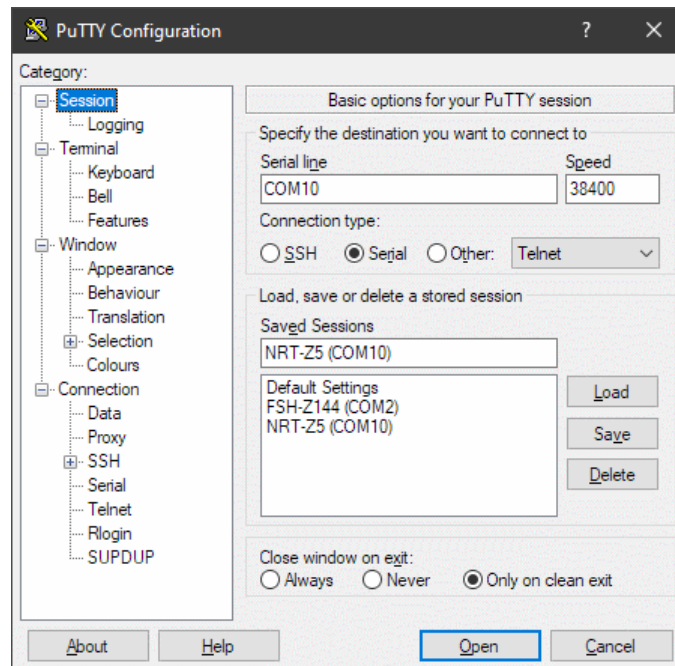 PuTTY Configuration
?
Category:
Session
Logging
Terminal
Keyboard
Bell
Features
Window
Appearance
Behaviour
Translation
Selection
Colours
Connection
Data
Proxy
SSH
Serial
Telnet
Rlogin
SUPDUP
Basic options for your PuTTY session
Specify the destination you want to connect to
Serial line Speed
COM10 38400
Connection type:
SSH Serial Other: Telnet
Load, save or delete a stored session
Saved Sessions
NRT-Z5 (COM10)
Default Settings
FSH-Z144 (COM2)
NRT-Z5 (COM10)
Load
Save
Delete
Close window on exit:
Always Never Only on clean exit
About Help Open Cancel